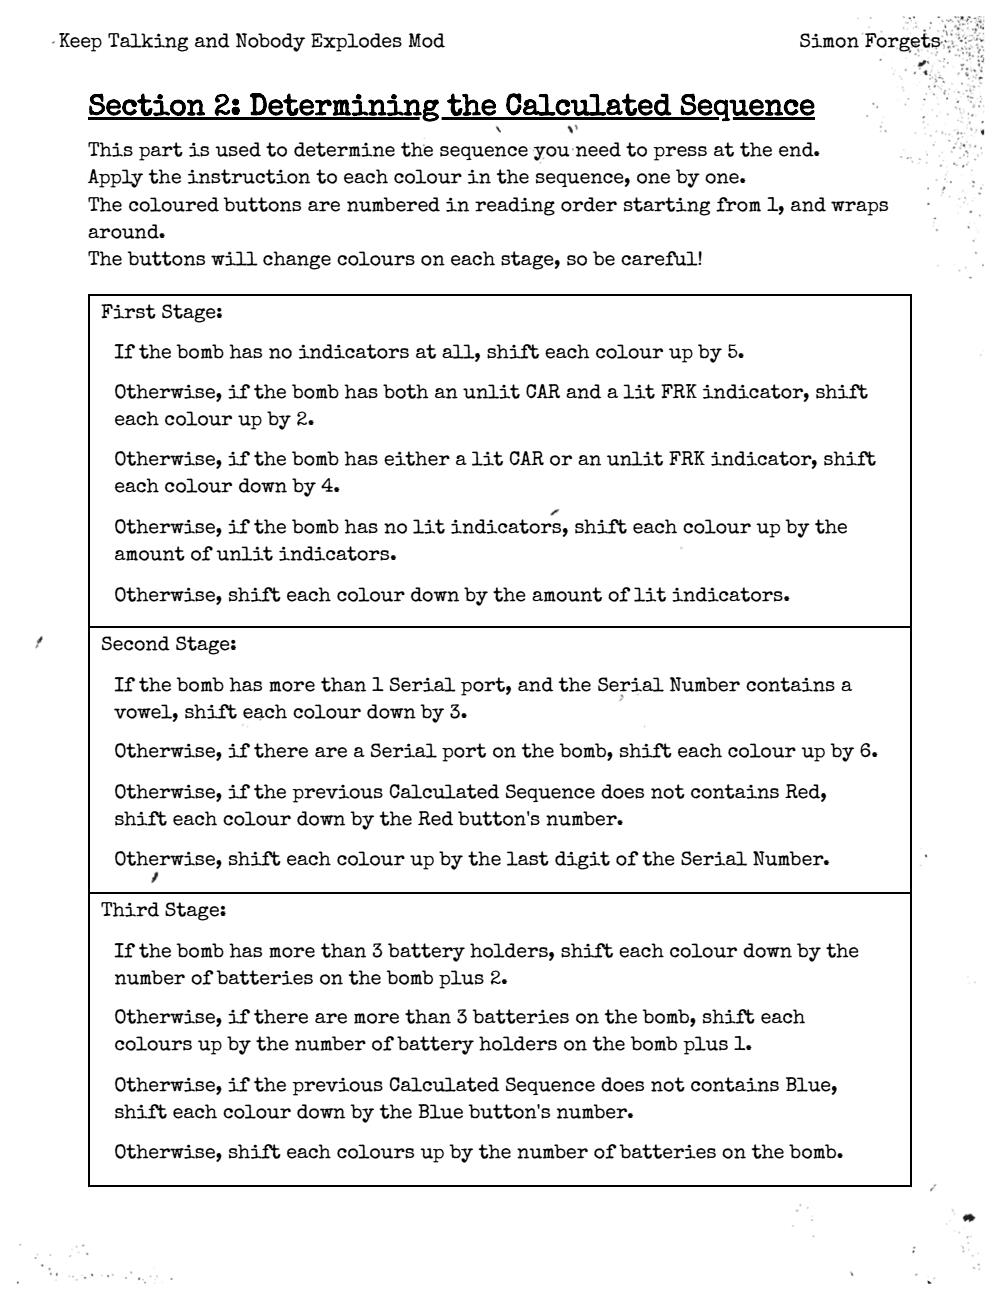 Keep Talking and Nobody Explodes Mod
Simon Forgets
Section 2: Determining the Calculated Sequence
This part is used to determine the sequence you need to press at the end.
Apply the instruction to each colour in the sequence, one by one.
The coloured buttons are numbered in reading order starting from 1, and wraps
around.
The buttons will change colours on each stage, so be careful!
First Stage:
If the bomb has no indicators at all, shift each colour up by 5.
Otherwise, if the bomb has both an unlit CAR and a lit FRK indicator, shift
each colour up by 2.
Otherwise, if the bomb has either a lit CAR or an unlit FRK indicator, shift
each colour down by 4.
Otherwise, if the bomb has no lit indicators, shift each colour up by the
amount of unlit indicators.
Otherwise, shift each colour down by the amount of lit indicators.
Second Stage:
If the bomb has more than 1 Serial port, and the Serial Number contains a
vowel, shift each colour down by 3.
Otherwise, if there are a Serial port on the bomb, shift each colour up by 6.
Otherwise, if the previous Calculated Sequence does not contains Red,
shift each colour down by the Red button's number.
Otherwise, shift each colour up by the last digit of the Serial Number.
Third Stage:
If the bomb has more than 3 battery holders, shift each colour down by the
number of batteries on the bomb plus 2.
Otherwise, if there are more than 3 batteries on the bomb, shift each
colours up by the number of battery holders on the bomb plus 1.
Otherwise, if the previous Calculated Sequence does not contains Blue,
shift each colour down by the Blue button's number.
Otherwise, shift each colours up by the number of batteries on the bomb.